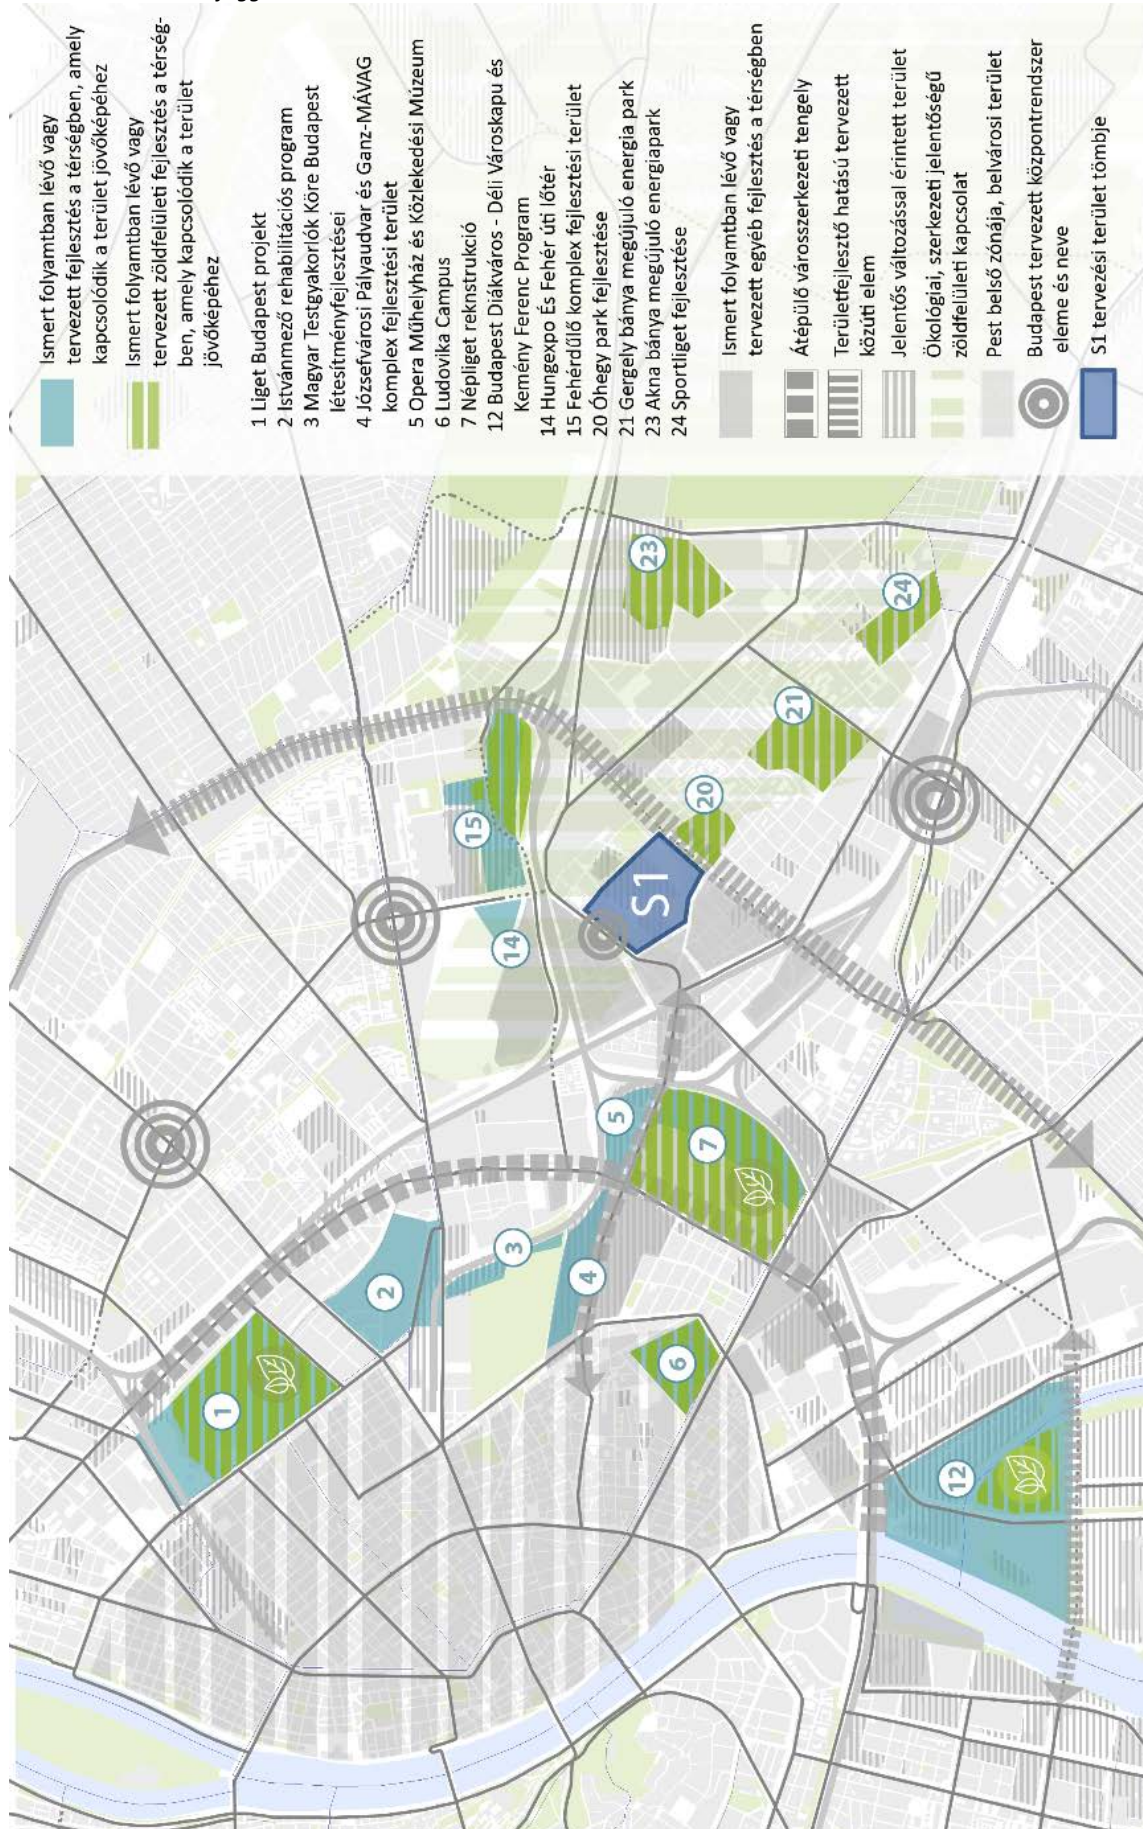 Ismert folyamtban lévő vagy
tervezett fejlesztés a térségben, amely
kapcsolódik a terület jövőképéhez
Ismert folyamtban lévő vagy
tervezett zöldfelületi fejlesztés a térség-
ben, amely kapcsolódik a terület
jövőképéhez
1 Liget Budapest projekt
2 Istvánmező rehabilitációs program
3 Magyar Testgyakorlók Köre Budapest
létesítményfejlesztései
4 Józsefvárosi Pályaudvar és Ganz-MÁVAG
komplex fejlesztési terület
5 Opera Műhelyház és Közlekedési Múzeum
6 Ludovika Campus
7 Népliget reknstrukció
12 Budapest Diákváros - Déli Városkapu és
Kemény Ferenc Program
14 Hungexpo És Fehér úti lőtér
15 Fehérdűlő komplex fejlesztési terület
20 Óhegy park fejlesztése
21 Gergely bánya megújuló energia park
23 Akna bánya megújuló energiapark
24 Sportliget fejlesztése
Ismert folyamtban lévő vagy
tervezett egyéb fejlesztés a térségben
Átépülő városszerkezeti tengely
Területfejlesztő hatású tervezett
közúti elem
Jelentős változással érintett terület
Ökológiai, szerkezeti jelentőségű
zöldfelületi kapcsolat
Pest belső zónája, belvárosi terület
Budapest tervezett központrendszer
eleme és neve
S1 tervezési terület tömbje
1
2
3
4
5
6
7
12
14
15
S1
20
21
23
24